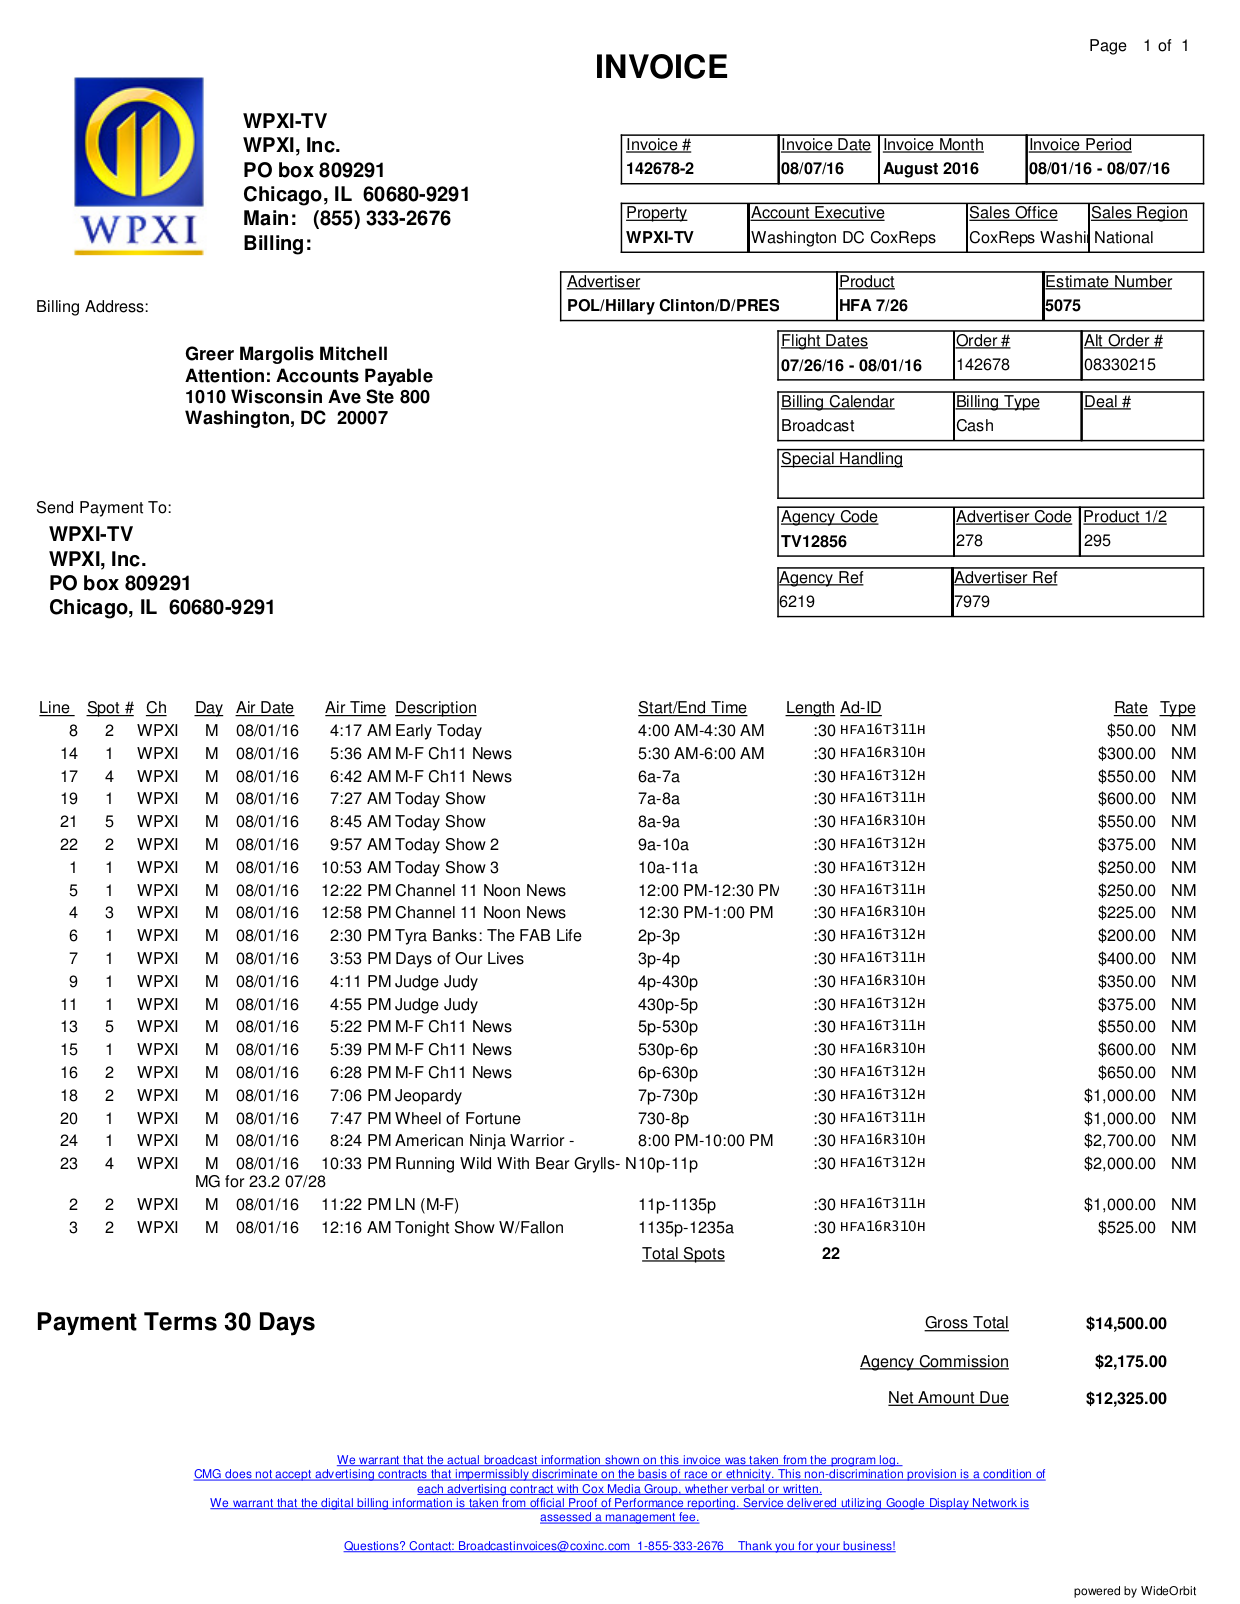 Page 1 of 1
INVOICE
WPXI
WPXI-TV
WPXI, Inc.
PO box 809291
Chicago, IL 60680-9291
Main: (855) 333-2676
Billing:
Invoice # Invoice Date Invoice Month Invoice Period
142678-2 08/07/16 August 2016 08/01/16 - 08/07/16
Property Account Executive Sales Office Sales Region
WPXI-TV Washington DC CoxReps CoxReps Washi National
Advertiser Product Estimate Number
POL/Hillary Clinton/D/PRES HFA 7/26 5075
Billing Address:
Greer Margolis Mitchell
Attention: Accounts Payable
1010 Wisconsin Ave Ste 800
Washington, DC 20007
Flight Dates Order # Alt Order #
07/26/16 - 08/01/16 142678 08330215
Billing Calendar Billing Type Deal #
Broadcast Cash
Special Handling
Agency Code Advertiser Code Product 1/2
TV12856 278 295
Agency Ref Advertiser Ref
6219 7979
Send Payment To:
WPXI-TV
WPXI, Inc.
PO box 809291
Chicago, IL 60680-9291
Line Spot # Ch Day Air Date Air Time Description Start/End Time Length Ad-ID Rate Type
8 2 WPXI M 08/01/16 4:17 AM Early Today 4:00 AM-4:30 AM :30 HFA16T311H $50.00 NM
14 1 WPXI M 08/01/16 5:36 AM M-F Ch11 News 5:30 AM-6:00 AM :30 HFA16R310H $300.00 NM
17 4 WPXI M 08/01/16 6:42 AM M-F Ch11 News 6a-7a :30 HFA16T312H $550.00 NM
19 1 WPXI M 08/01/16 7:27 AM Today Show 7a-8a :30 HFA16T311H $600.00 NM
21 5 WPXI M 08/01/16 8:45 AM Today Show 8a-9a :30 HFA16R310H $550.00 NM
22 2 WPXI M 08/01/16 9:57 AM Today Show 2 9a-10a :30 HFA16T312H $375.00 NM
1 1 WPXI M 08/01/16 10:53 AM Today Show 3 10a-11a :30 HFA16T312H $250.00 NM
5 1 WPXI M 08/01/16 12:22 PM Channel 11 Noon News 12:00 PM-12:30 PM :30 HFA16T311H $250.00 NM
4 3 WPXI M 08/01/16 12:58 PM Channel 11 Noon News 12:30 PM-1:00 PM :30 HFA16R310H $225.00 NM
6 1 WPXI M 08/01/16 2:30 PM Tyra Banks: The FAB Life 2p-3p :30 HFA16T312H $200.00 NM
7 1 WPXI M 08/01/16 3:53 PM Days of Our Lives 3p-4p :30 HFA16T311H $400.00 NM
9 1 WPXI M 08/01/16 4:11 PM Judge Judy 4p-430p :30 HFA16R310H $350.00 NM
11 1 WPXI M 08/01/16 4:55 PM Judge Judy 430p-5p :30 HFA16T312H $375.00 NM
13 5 WPXI M 08/01/16 5:22 PM M-F Ch11 News 5p-530p :30 HFA16T311H $550.00 NM
15 1 WPXI M 08/01/16 5:39 PM M-F Ch11 News 530p-6p :30 HFA16R310H $600.00 NM
16 2 WPXI M 08/01/16 6:28 PM M-F Ch11 News 6p-630p :30 HFA16T312H $650.00 NM
18 2 WPXI M 08/01/16 7:06 PM Jeopardy 7p-730p :30 HFA16T312H $1,000.00 NM
20 1 WPXI M 08/01/16 7:47 PM Wheel of Fortune 730-8p :30 HFA16T311H $1,000.00 NM
24 1 WPXI M 08/01/16 8:24 PM American Ninja Warrior - 8:00 PM-10:00 PM :30 HFA16R310H $2,700.00 NM
23 4 WPXI M 08/01/16 10:33 PM Running Wild With Bear Grylls- N 10p-11p :30 HFA16T312H $2,000.00 NM
MG for 23.2 07/28
2 2 WPXI M 08/01/16 11:22 PM LN (M-F) 11p-1135p :30 HFA16T311H $1,000.00 NM
3 2 WPXI M 08/01/16 12:16 AM Tonight Show W/Fallon 1135p-1235a :30 HFA16R310H $525.00 NM
Total Spots 22
Payment Terms 30 Days
Gross Total $14,500.00
Agency Commission $2,175.00
Net Amount Due $12,325.00
We warrant that the actual broadcast information shown on this invoice was taken from the program log.
CMG does not accept advertising contracts that impermissibly discriminate on the basis of race or ethnicity. This non-discrimination provision is a condition of
each advertising contract with Cox Media Group, whether verbal or written.
We warrant that the digital billing information is taken from official Proof of Performance reporting. Service delivered utilizing Google Display Network is
assessed a management fee.
Questions? Contact: Broadcastinvoices@coxinc.com 1-855-333-2676 Thank you for your business!
powered by WideOrbit